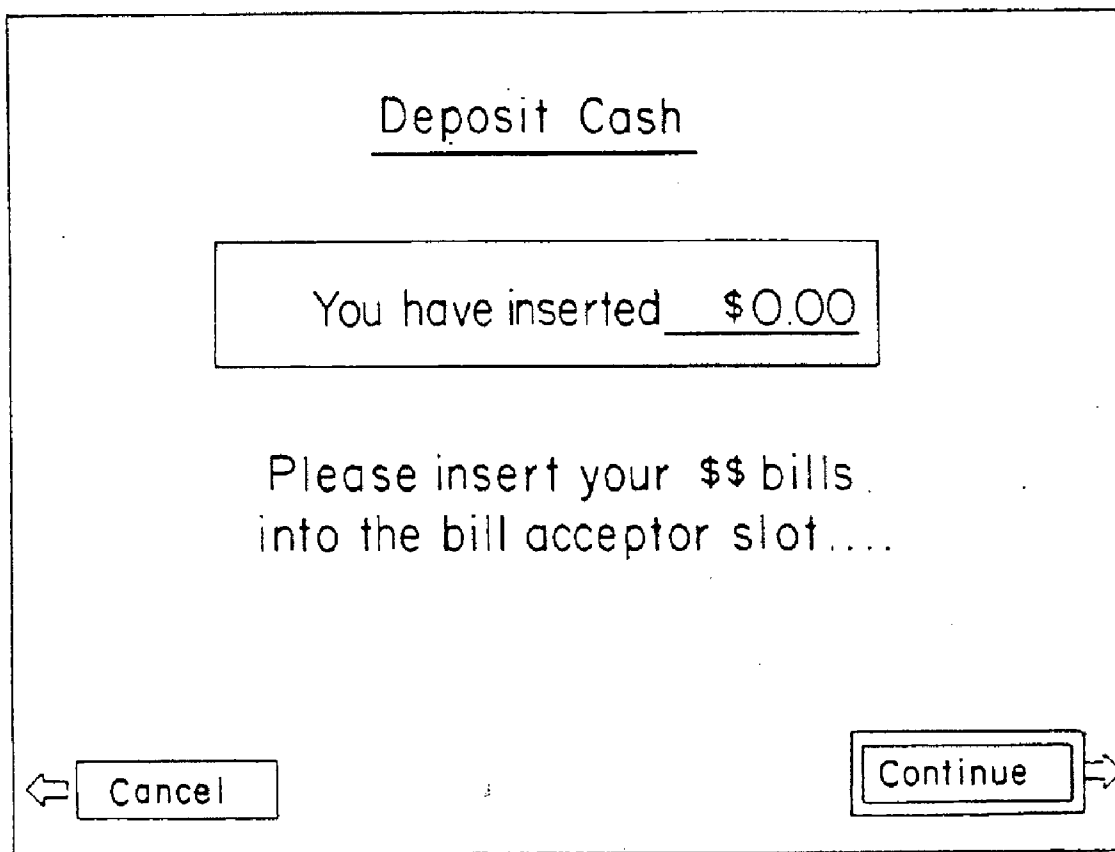 Deposit Cash
You have inserted $0.00
Please insert your $$ bills
into the bill acceptor slot....
Cancel
Continue